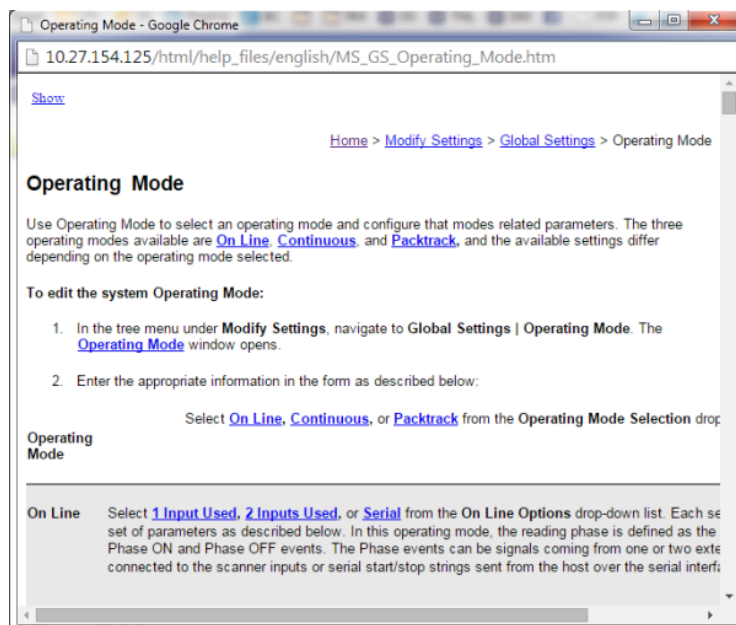 Operating Mode - Google Chrome
10.27.154.125/html/help_files/english/MS_GS_Operating_Mode.htm
Show
Home > Modify Settings > Global Settings > Operating Mode
Operating Mode
Use Operating Mode to select an operating mode and configure that modes related parameters. The three
operating modes available are On Line, Continuous, and Packtrack, and the available settings differ
depending on the operating mode selected.
To edit the system Operating Mode:
1. In the tree menu under Modify Settings, navigate to Global Settings | Operating Mode. The
Operating Mode window opens.
2. Enter the appropriate information in the form as described below:
Select On Line, Continuous, or Packtrack from the Operating Mode Selection drop
Operating
Mode
On Line Select 1 Input Used, 2 Inputs Used, or Serial from the On Line Options drop-down list. Each se
set of parameters as described below. In this operating mode, the reading phase is defined as the
Phase ON and Phase OFF events. The Phase events can be signals coming from one or two exte
connected to the scanner inputs or serial start/stop strings sent from the host over the serial interfa